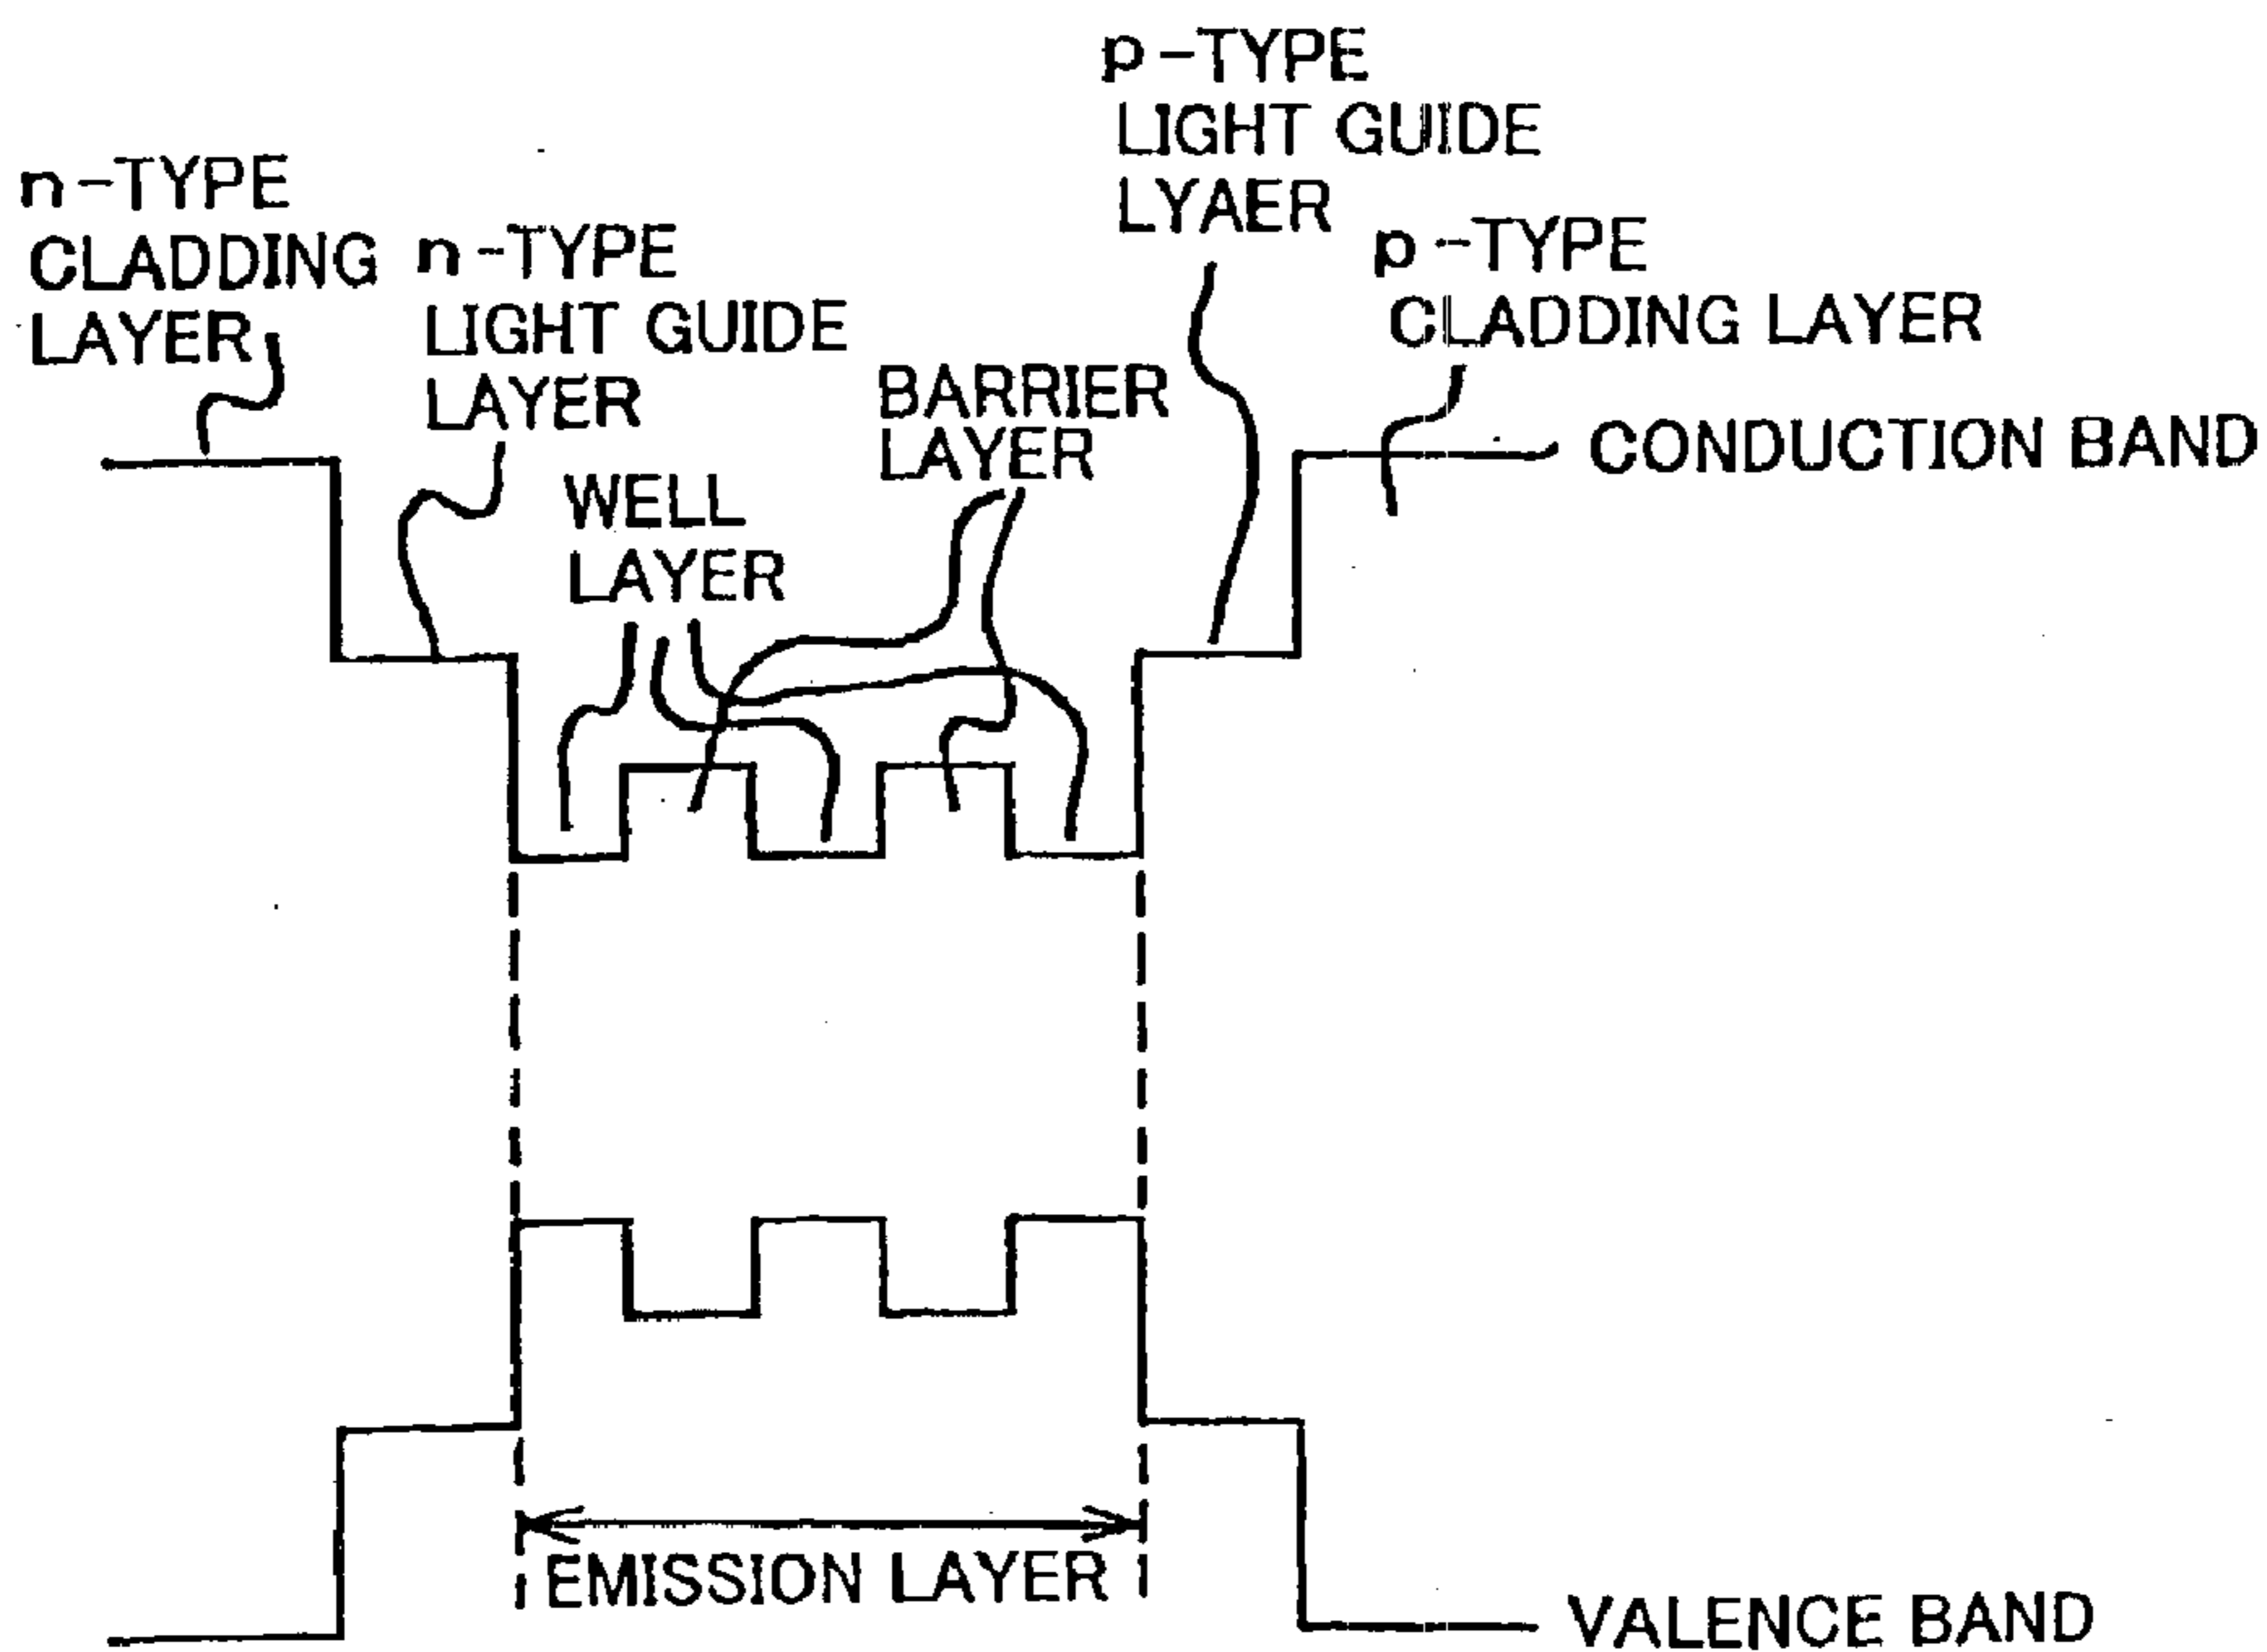 p-TYPE
LIGHT GUIDE
LYAER
n-TYPE
CLADDING
LAYER
n-TYPE
LIGHT GUIDE
LAYER
p-TYPE
CLADDING LAYER
BARRIER
LAYER
CONDUCTION BAND
WELL
LAYER
EMISSION LAYER
VALENCE BAND